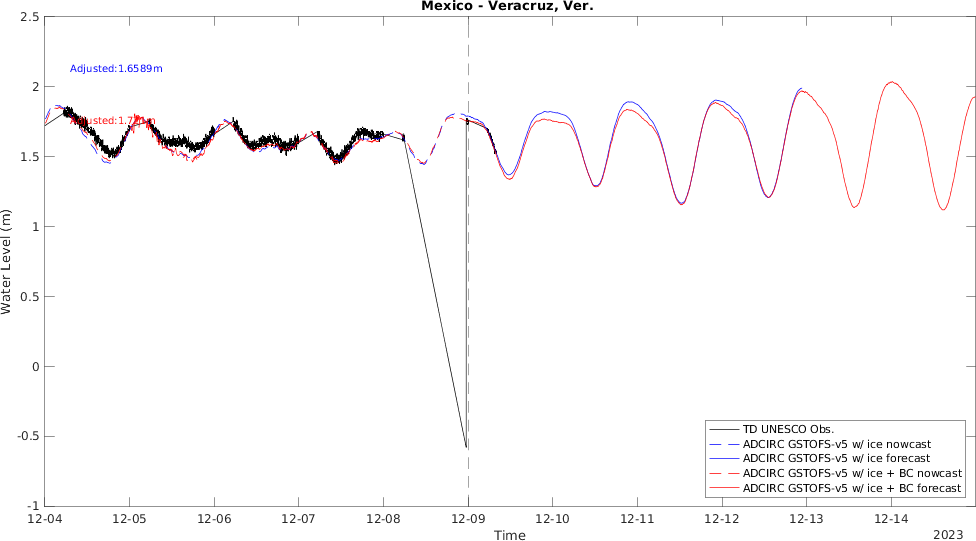 Mexico - Veracruz, Ver.
2.5
2
1.5
1
0.5
0
-0.5
-1
Water Level (m)
Adjusted:1.6589m
12-04
12-05
12-06
12-07
12-08
12-09
12-10
12-11
12-12
12-13
12-14
Time
2023
TD UNESCO Obs.
ADCIRC GSTOFS-v5 w/ ice nowcast
ADCIRC GSTOFS-v5 w/ ice forecast
ADCIRC GSTOFS-v5 w/ ice + BC nowcast
ADCIRC GSTOFS-v5 w/ ice + BC forecast